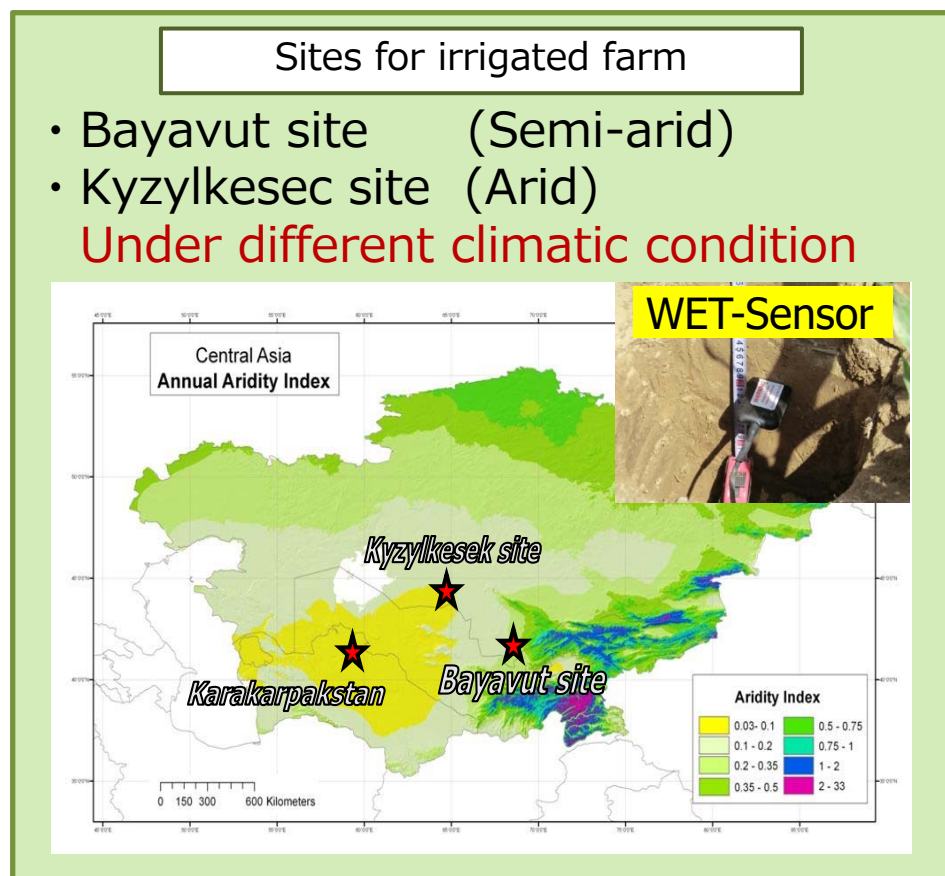 Sites for irrigated farm
・Bayavut site (Semi-arid)
・Kyzylkesec site (Arid)
Under different climatic condition
WET-Sensor
Central Asia
Annual Aridity Index
Kyzylkesek site
Karakarpakstan
Bayavut site
Aridity Index
0.03- 0.1
0.5 - 0.75
0.1 - 0.2
0.75 - 1
0.2 - 0.35
1 - 2
0.35 - 0.5
2 - 33
0 150 300 600 Kilometers